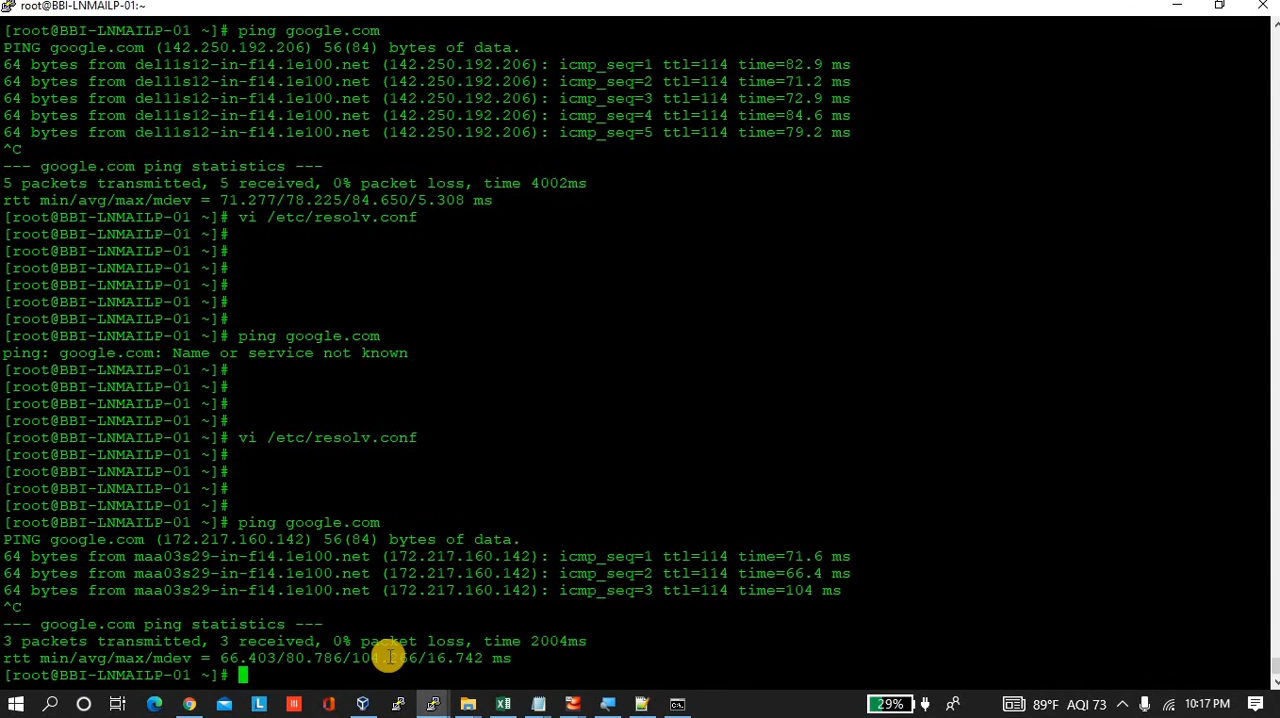 root@BBI-LNMAILP-01:~
[root@BBI-LNMAILP-01 ~]# ping google.com
PING google.com (142.250.192.206) 56(84) bytes of data.
64 bytes from del11s12-in-f14.1e100.net (142.250.192.206): icmp_seq=1 ttl=114 time=82.9 ms
64 bytes from del11s12-in-f14.1e100.net (142.250.192.206): icmp_seq=2 ttl=114 time=71.2 ms
64 bytes from del11s12-in-f14.1e100.net (142.250.192.206): icmp_seq=3 ttl=114 time=72.9 ms
64 bytes from del11s12-in-f14.1e100.net (142.250.192.206): icmp_seq=4 ttl=114 time=84.6 ms
64 bytes from del11s12-in-f14.1e100.net (142.250.192.206): icmp_seq=5 ttl=114 time=79.2 ms
^C
--- google.com ping statistics ---
5 packets transmitted, 5 received, 0% packet loss, time 4002ms
rtt min/avg/max/mdev = 71.277/78.225/84.650/5.308 ms
[root@BBI-LNMAILP-01 ~]# vi /etc/resolv.conf
[root@BBI-LNMAILP-01 ~]#
[root@BBI-LNMAILP-01 ~]#
[root@BBI-LNMAILP-01 ~]#
[root@BBI-LNMAILP-01 ~]#
[root@BBI-LNMAILP-01 ~]#
[root@BBI-LNMAILP-01 ~]#
[root@BBI-LNMAILP-01 ~]# ping google.com
ping: google.com: Name or service not known
[root@BBI-LNMAILP-01 ~]#
[root@BBI-LNMAILP-01 ~]#
[root@BBI-LNMAILP-01 ~]#
[root@BBI-LNMAILP-01 ~]#
[root@BBI-LNMAILP-01 ~]# vi /etc/resolv.conf
[root@BBI-LNMAILP-01 ~]#
[root@BBI-LNMAILP-01 ~]#
[root@BBI-LNMAILP-01 ~]#
[root@BBI-LNMAILP-01 ~]#
[root@BBI-LNMAILP-01 ~]# ping google.com
PING google.com (172.217.160.142) 56(84) bytes of data.
64 bytes from maa03s29-in-f14.1e100.net (172.217.160.142): icmp_seq=1 ttl=114 time=71.6 ms
64 bytes from maa03s29-in-f14.1e100.net (172.217.160.142): icmp_seq=2 ttl=114 time=66.4 ms
64 bytes from maa03s29-in-f14.1e100.net (172.217.160.142): icmp_seq=3 ttl=114 time=104 ms
^C
--- google.com ping statistics ---
3 packets transmitted, 3 received, 0% packet loss, time 2004ms
rtt min/avg/max/mdev = ms
[root@BBI-LNMAILP-01 ~]#
29% 89°F AQI 73 10:17 PM